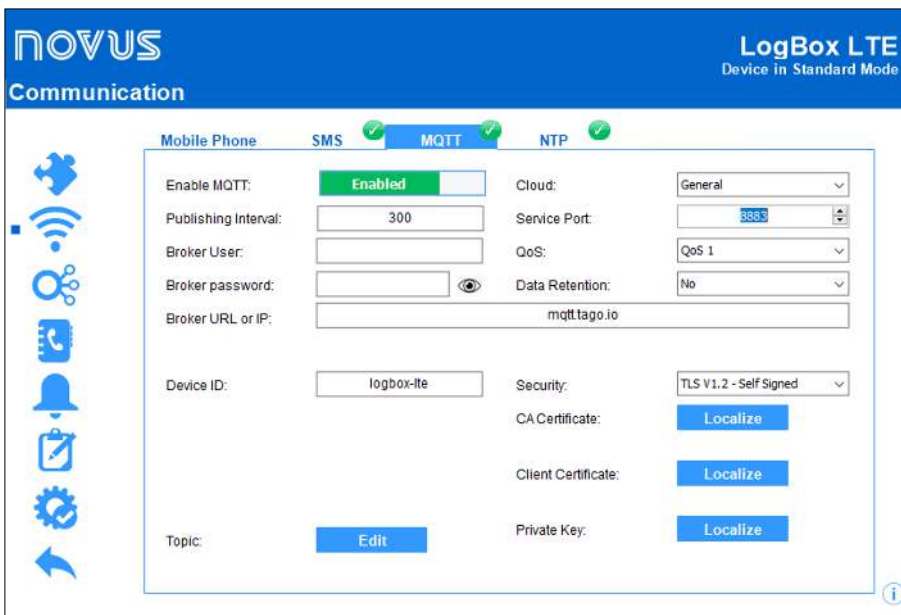 novus
LogBox LTE
Device in Standard Mode
Communication
Mobile Phone SMS MQTT NTP
Enable MQTT: Enabled Cloud: General
Publishing Interval: 300 Service Port: 8883
Broker User: QoS: QoS 1
Broker password: Data Retention: No
Broker URL or IP: mqtt.tago.io
Device ID: logbox-lte Security: TLS V1.2 - Self Signed
CA Certificate: Localize
Client Certificate: Localize
Private Key: Localize
Topic: Edit